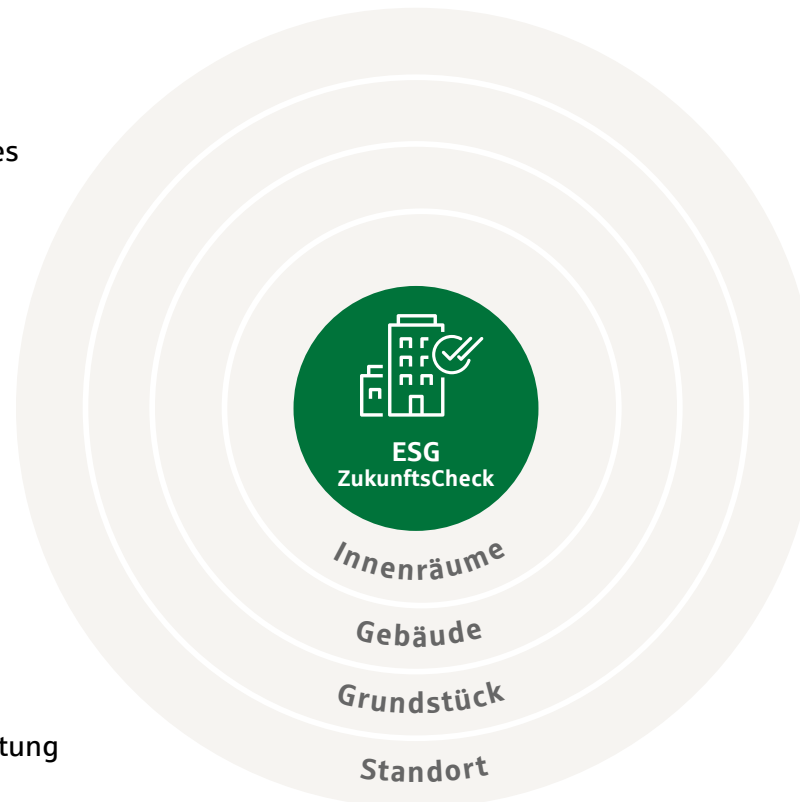 es
ESG
ZukunftsCheck
Innenräume
Gebäude
Grundstück
tung
Standort